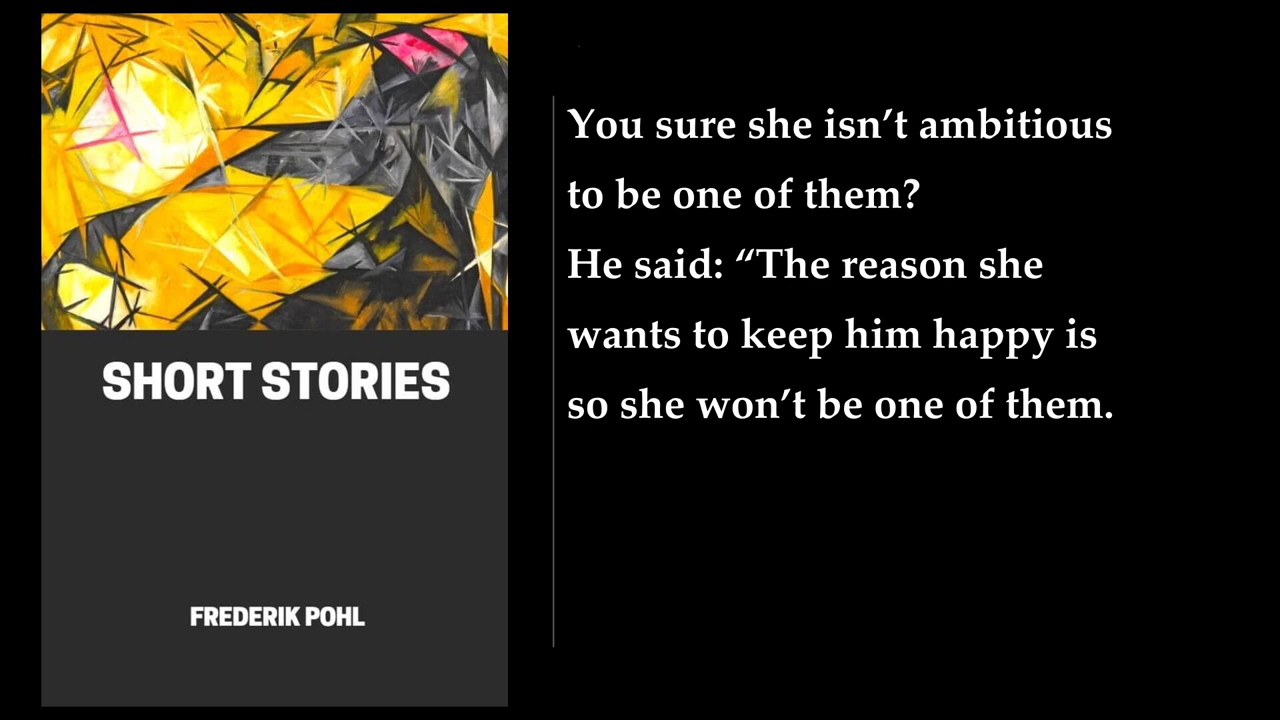 SHORT STORIES
FREDERIK POHL
You sure she isn’t ambitious
to be one of them?
He said: “The reason she
wants to keep him happy is
so she won’t be one of them.